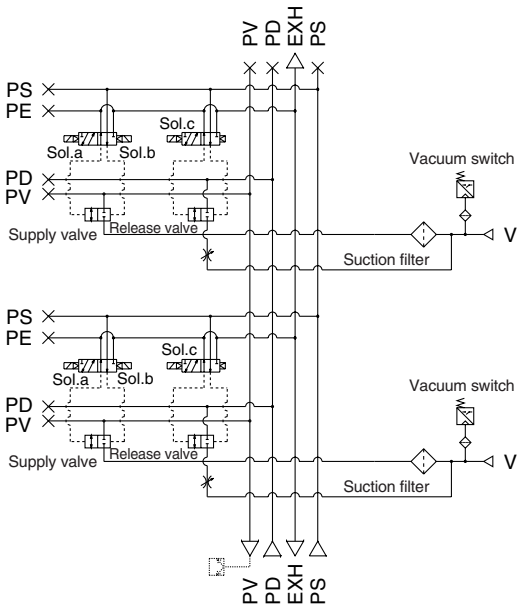 PV PD EXH PS
PS
PE
Sol.c
Sol.a Sol.b
Vacuum switch
PD
PV
Supply valve Release valve
V
Suction filter
PS
PE
Sol.c
Sol.a Sol.b
Vacuum switch
PD
PV
Supply valve Release valve
V
Suction filter
PV PD EXH PS